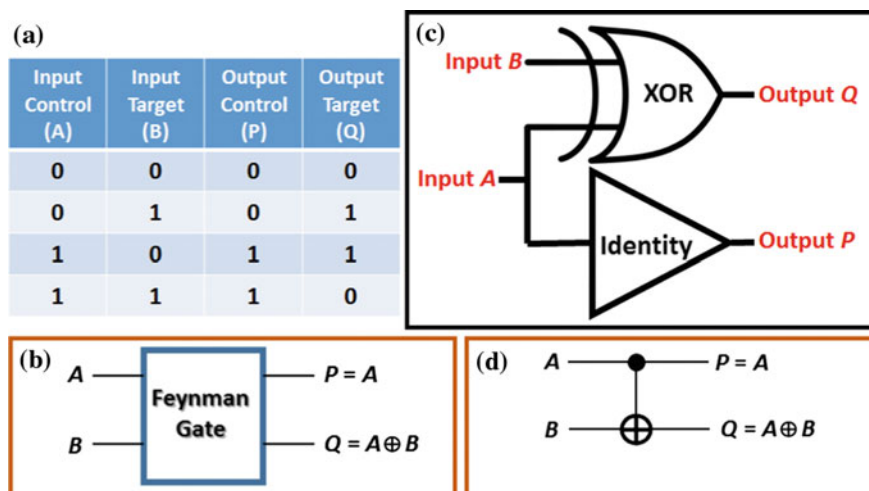 (a)
Input Control (A) Input Target (B) Output Control (P) Output Target (Q)
0 0 0 0
0 1 0 1
1 0 1 1
1 1 1 0
(c)
Input B
XOR
Output Q
Input A
Identity
Output P
(b)
A
P = A
Feynman
Gate
B
Q = A⊕B
(d)
A
P = A
B
Q = A⊕B